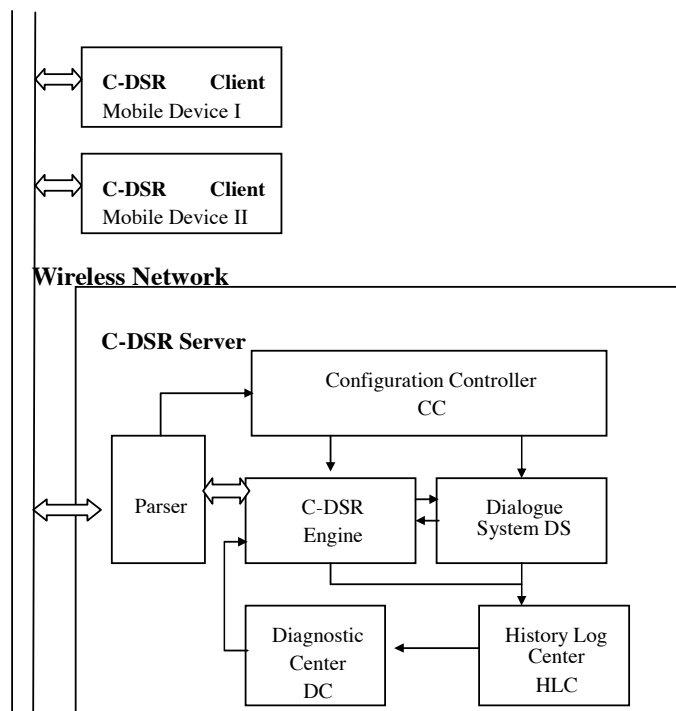 C-DSR Client
Mobile Device I
C-DSR Client
Mobile Device II
Wireless Network
C-DSR Server
Configuration Controller
CC
Parser
C-DSR
Engine
Dialogue
System DS
Diagnostic
Center
DC
History Log
Center
HLC